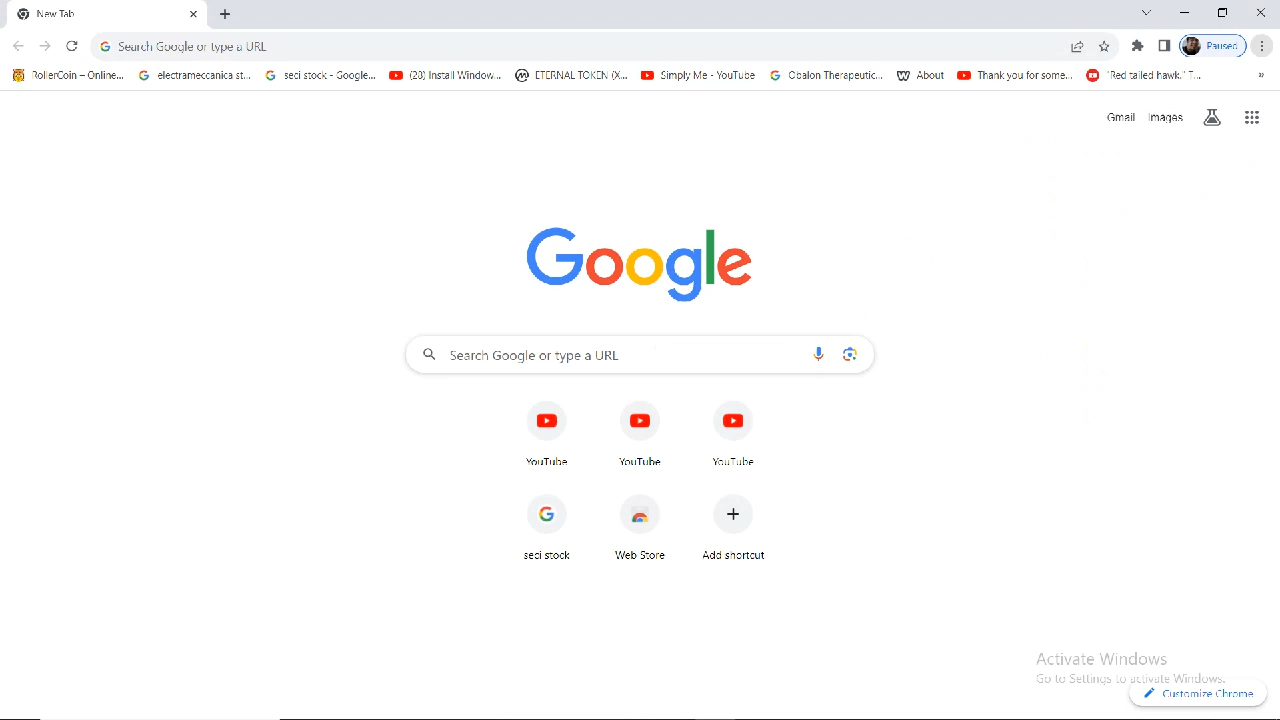 New Tab
Search Google or type a URL
Paused
RollerCoin – Online...
electrameccanica st...
seci stock - Google...
(28) Install Window...
ETERNAL TOKEN (X...
Simply Me - YouTube
Obalon Therapeutic...
About
Thank you for some...
"Red tailed hawk." T...
»
Gmail
Images
Google
Search Google or type a URL
YouTube
YouTube
YouTube
seci stock
Web Store
Add shortcut
Activate Windows
Go to Settings to activate Windows.
Customize Chrome